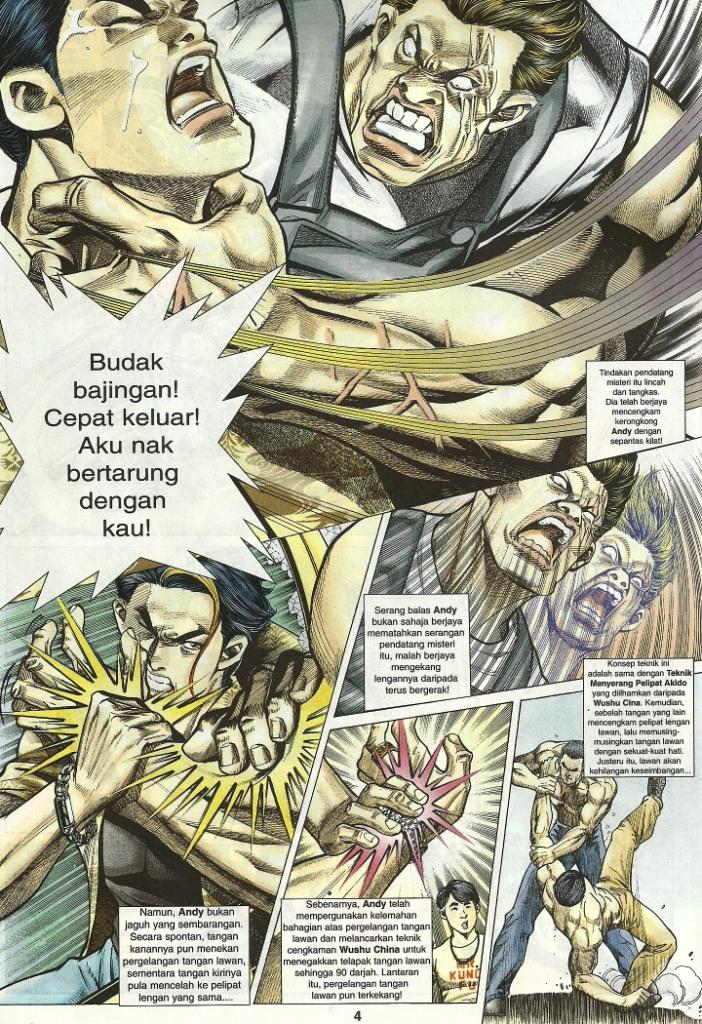 Budak
bajingan!
Cepat keluar!
Aku nak
bertarung
dengan
kau!
Tindakan pendatang
misteri itu lincah
dan tangkas.
Dia telah berjaya
mencengkam
kerongkong
Andy dengan
sepantas kilat!
Serang balas Andy
bukan sahaja berjaya
mematahkan serangan
pendatang misteri
itu, malah berjaya
mengekang
lengannya daripada
terus bergerak!
Konsep teknik ini
adalah sama dengan Teknik
Menyerang Pelipat Akido
yang diilhamkan daripada
Wushu Cina. Kemudian,
sebelah tangan yang lain
mencengkam pelipat lengan
lawan, lalu memusing-
musingkan tangan lawan
dengan sekuat-kuat hati.
Justeru itu, lawan akan
kehilangan keseimbangan...
Namun, Andy bukan
jaguh yang sembarangan.
Secara spontan, tangan
kanannya pun menekan
pergelangan tangan lawan,
sementara tangan kirinya
pula mencelah ke pelipat
lengan yang sama....
Sebenarnya, Andy telah
mempergunakan kelemahan
bahagian atas pergelangan tangan
lawan dan melancarkan teknik
cengkaman Wushu Cina untuk
menegakkan telapak tangan lawan
sehingga 90 darjah. Lantaran
itu, pergelangan tangan
lawan pun terkekang!
KUNG
FU
4